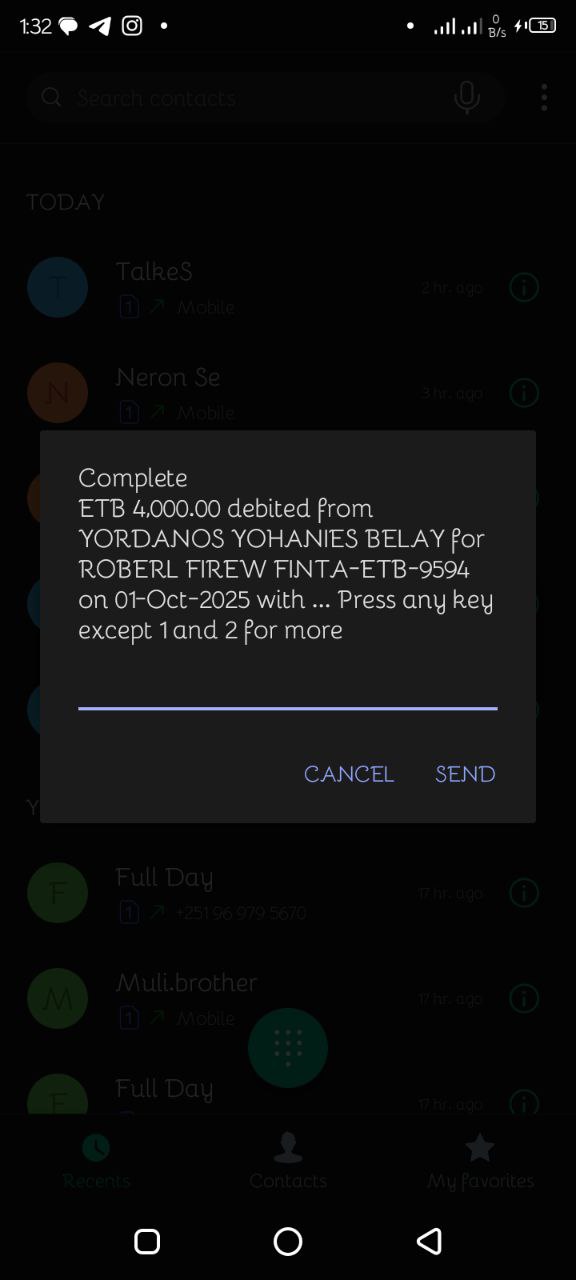 1:32
0
B/s
15
Search contacts
TODAY
T
TalkeS
2 hr. ago
1
Mobile
N
Neron Se
3 hr. ago
1
Mobile
Complete
ETB 4,000.00 debited from
YORDANOS YOHANIES BELAY for
ROBERL FIREW FINTA-ETB-9594
on 01-Oct-2025 with ... Press any key
except 1 and 2 for more
CANCEL
SEND
Y
F
Full Day
17 hr. ago
1
+251 96 979 5670
M
Muli.brother
17 hr. ago
1
Mobile
F
Full Day
17 hr. ago
Recents
Contacts
My favorites